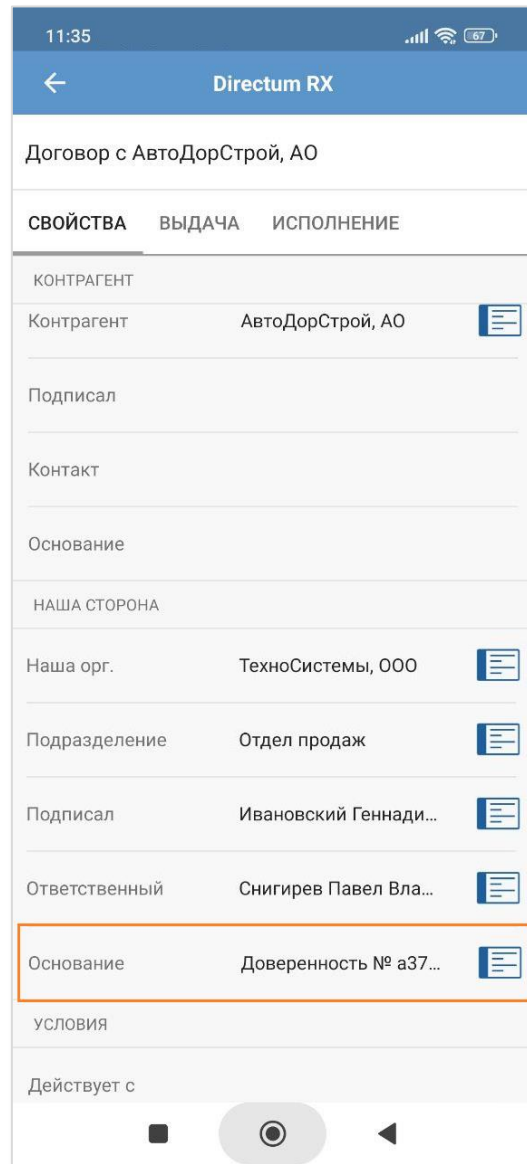 11:35
67
Directum RX
Договор с АвтоДорСтрой, АО
СВОЙСТВА ВЫДАЧА ИСПОЛНЕНИЕ
КОНТРАГЕНТ
Контрагент АвтоДорСтрой, АО
Подписал
Контакт
Основание
НАША СТОРОНА
Наша орг. ТехноСистемы, ООО
Подразделение Отдел продаж
Подписал Ивановский Геннади...
Ответственный Снигирев Павел Вла...
Основание Доверенность № а37...
УСЛОВИЯ
Действует с